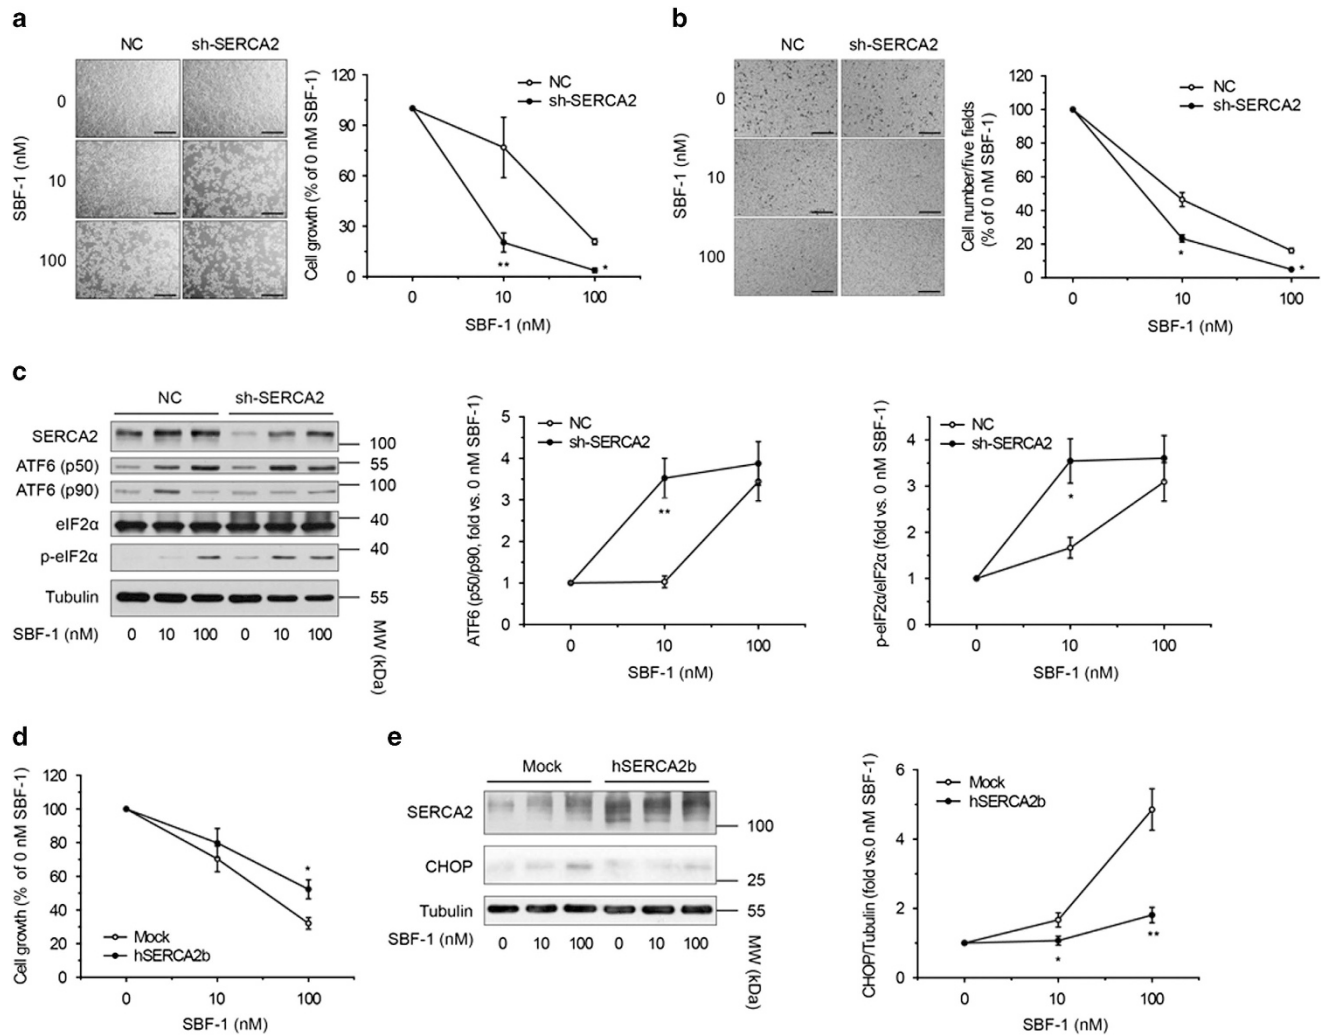 a
NC sh-SERCA2
SBF-1 (nM)
0
10
100
Cell growth (% of 0 nM SBF-1)
120
90
60
30
0
NC
sh-SERCA2
**
*
0 10 100
SBF-1 (nM)
b
NC sh-SERCA2
SBF-1 (nM)
0
10
100
Cell number/five fields
(% of 0 nM SBF-1)
120
100
80
60
40
20
0
NC
sh-SERCA2
*
*
0 10 100
SBF-1 (nM)
c
NC sh-SERCA2
SERCA2 100
ATF6 (p50) 55
ATF6 (p90) 100
eIF2α 40
p-eIF2α 40
Tubulin 55
SBF-1 (nM) 0 10 100 0 10 100
MW (kDa)
ATF6 (p50/p90, fold vs. 0 nM SBF-1)
5
4
3
2
1
0
NC
sh-SERCA2
**
0 10 100
SBF-1 (nM)
p-eIF2α/eIF2α (fold vs. 0 nM SBF-1)
4
3
2
1
0
NC
sh-SERCA2
*
0 10 100
SBF-1 (nM)
d
Cell growth (% of 0 nM SBF-1)
120
100
80
60
40
20
0
*
Mock
hSERCA2b
0 10 100
SBF-1 (nM)
e
Mock hSERCA2b
SERCA2 100
CHOP 25
Tubulin 55
SBF-1 (nM) 0 10 100 0 10 100
MW (kDa)
CHOP/Tubulin (fold vs.0 nM SBF-1)
6
4
2
0
Mock
hSERCA2b
*
**
0 10 100
SBF-1 (nM)